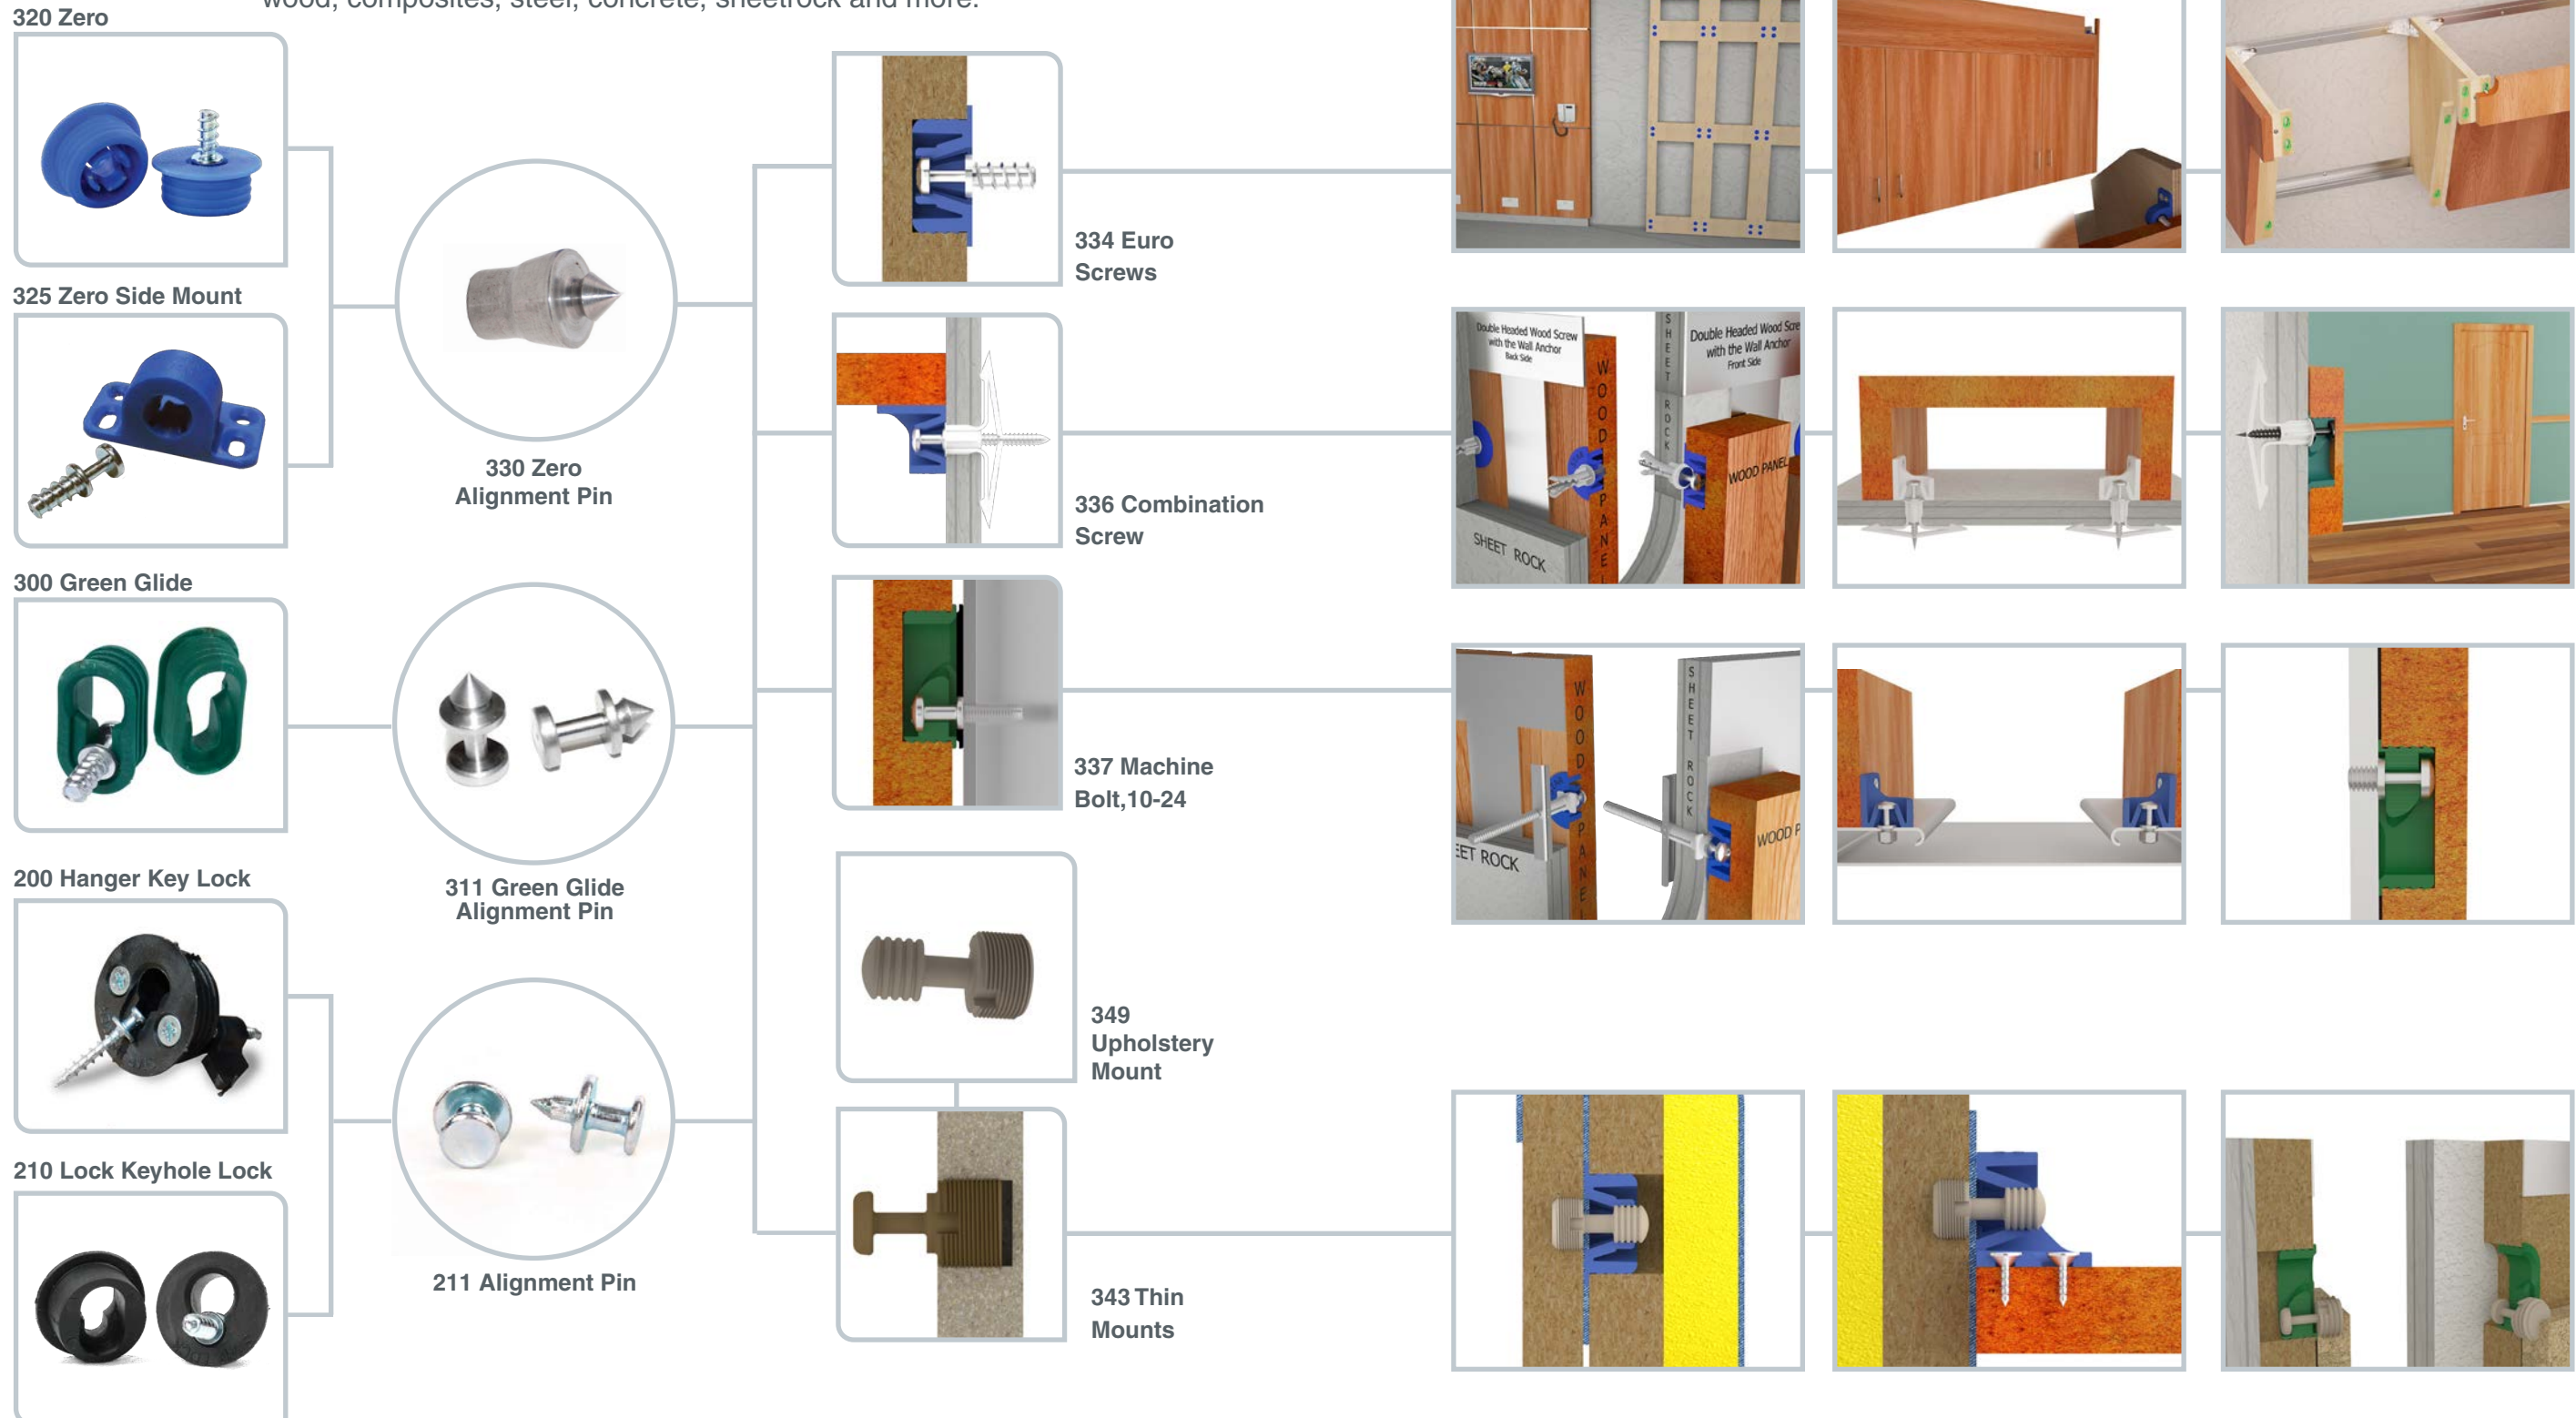 wood, composites, steel, concrete, sheetrock and more.
320 Zero
325 Zero Side Mount
300 Green Glide
200 Hanger Key Lock
210 Lock Keyhole Lock
330 Zero
Alignment Pin
311 Green Glide
Alignment Pin
211 Alignment Pin
334 Euro
Screws
336 Combination
Screw
337 Machine
Bolt,10-24
349
Upholstery
Mount
343 Thin
Mounts
Double Headed Wood Screw
with the Wall Anchor
Back Side
WOOD PANEL
SHEET ROCK
SHEET ROCK
Double Headed Wood Scre
with the Wall Anchor
Front Side
WOOD PANEL
WOOD PANEL
EET ROCK
SHEET ROCK
WOOD P